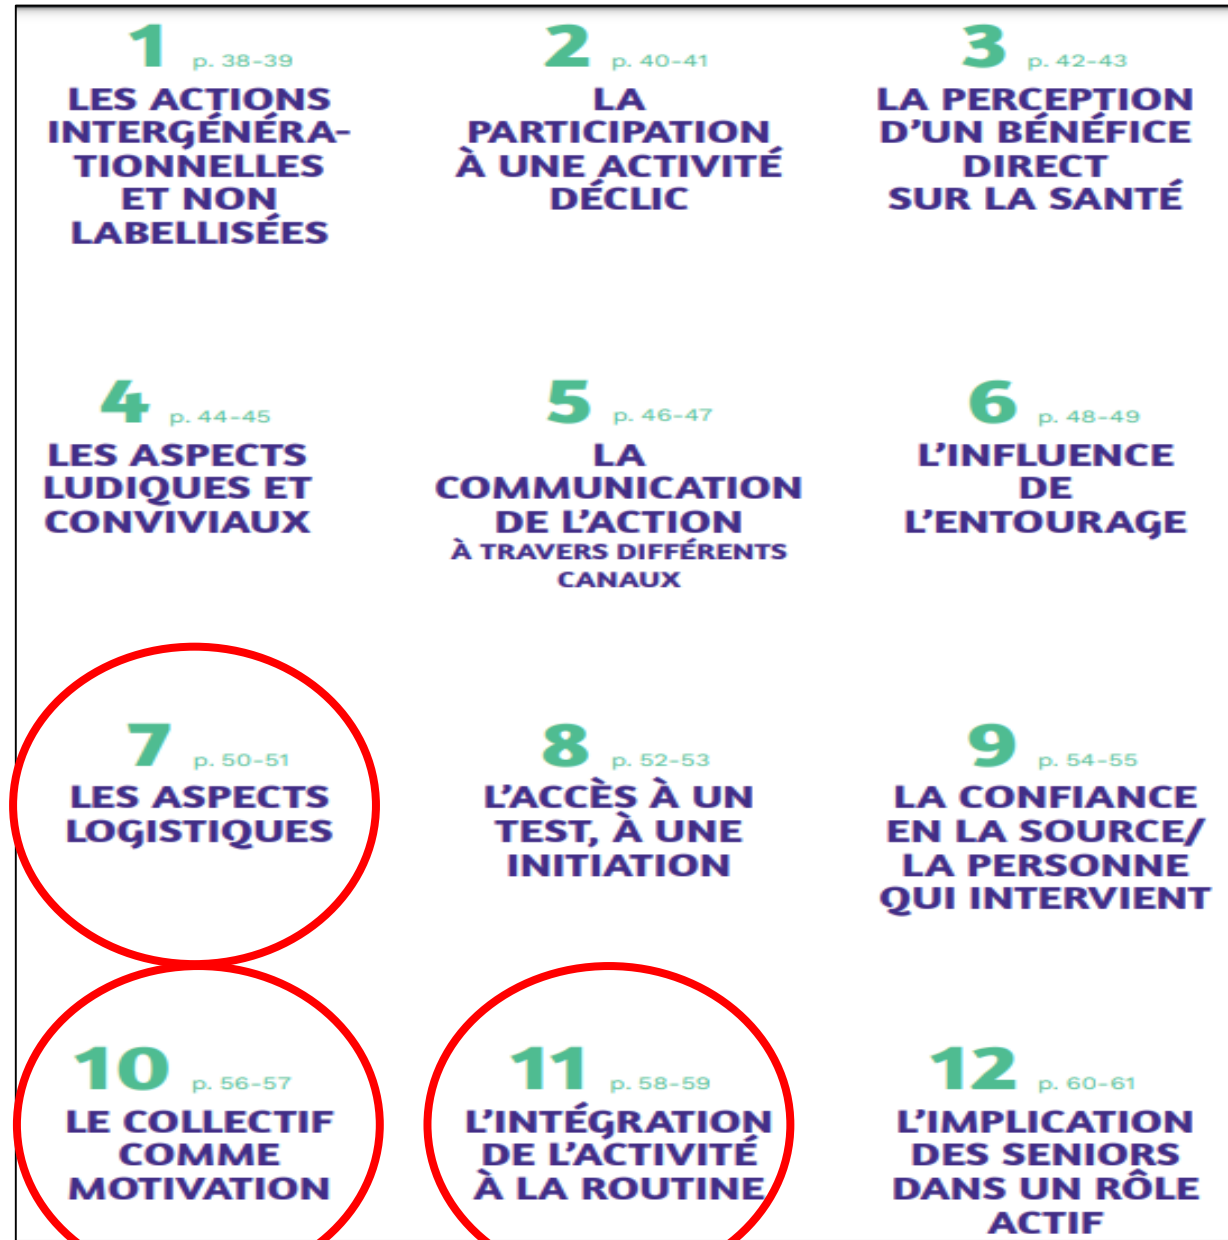 1 p. 38-39
LES ACTIONS
INTERGÉNÉRA-
TIONNELLES
ET NON
LABELLISÉES
2 p. 40-41
LA
PARTICIPATION
À UNE ACTIVITÉ
DÉCLIC
3 p. 42-43
LA PERCEPTION
D’UN BÉNÉFICE
DIRECT
SUR LA SANTÉ
4 p. 44-45
LES ASPECTS
LUDIQUES ET
CONVIVIAUX
5 p. 46-47
LA
COMMUNICATION
DE L’ACTION
À TRAVERS DIFFÉRENTS
CANAUX
6 p. 48-49
L’INFLUENCE
DE
L’ENTOURAGE
7 p. 50-51
LES ASPECTS
LOGISTIQUES
8 p. 52-53
L’ACCÈS À UN
TEST, À UNE
INITIATION
9 p. 54-55
LA CONFIANCE
EN LA SOURCE/
LA PERSONNE
QUI INTERVIENT
10 p. 56-57
LE COLLECTIF
COMME
MOTIVATION
11 p. 58-59
L’INTÉGRATION
DE L’ACTIVITÉ
À LA ROUTINE
12 p. 60-61
L’IMPLICATION
DES SENIORS
DANS UN RÔLE
ACTIF